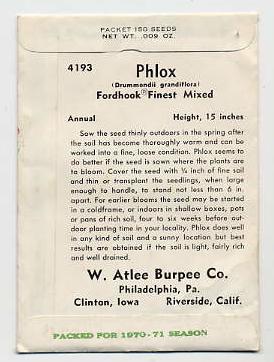 PACKET 150 SEEDS
NET WT. .009 OZ.
4193 Phlox
(Drummondii grandiflora)
Fordhook Finest Mixed
Annual Height, 15 inches
Sow the seed thinly outdoors in the spring after
the soil has become thoroughly warm and can be
worked into a fine, loose condition. Phlox seems to
do better if the seed is sown where the plants are
to bloom. Cover the seed with ¼ inch of fine soil
and thin or transplant the seedlings, when large
enough to handle, to stand not less than 6 in.
apart. For earlier blooms the seed may be started
in a coldframe, or indoors in shallow boxes, pots
or pans of rich soil, four to six weeks before out-
door planting time in your locality. Phlox does well
in any kind of soil and a sunny location but best
results are obtained if the soil is light, fairly rich
and well drained.
W. Atlee Burpee Co.
Philadelphia, Pa.
Clinton, Iowa Riverside, Calif.
PACKED FOR 1970-71 SEASON